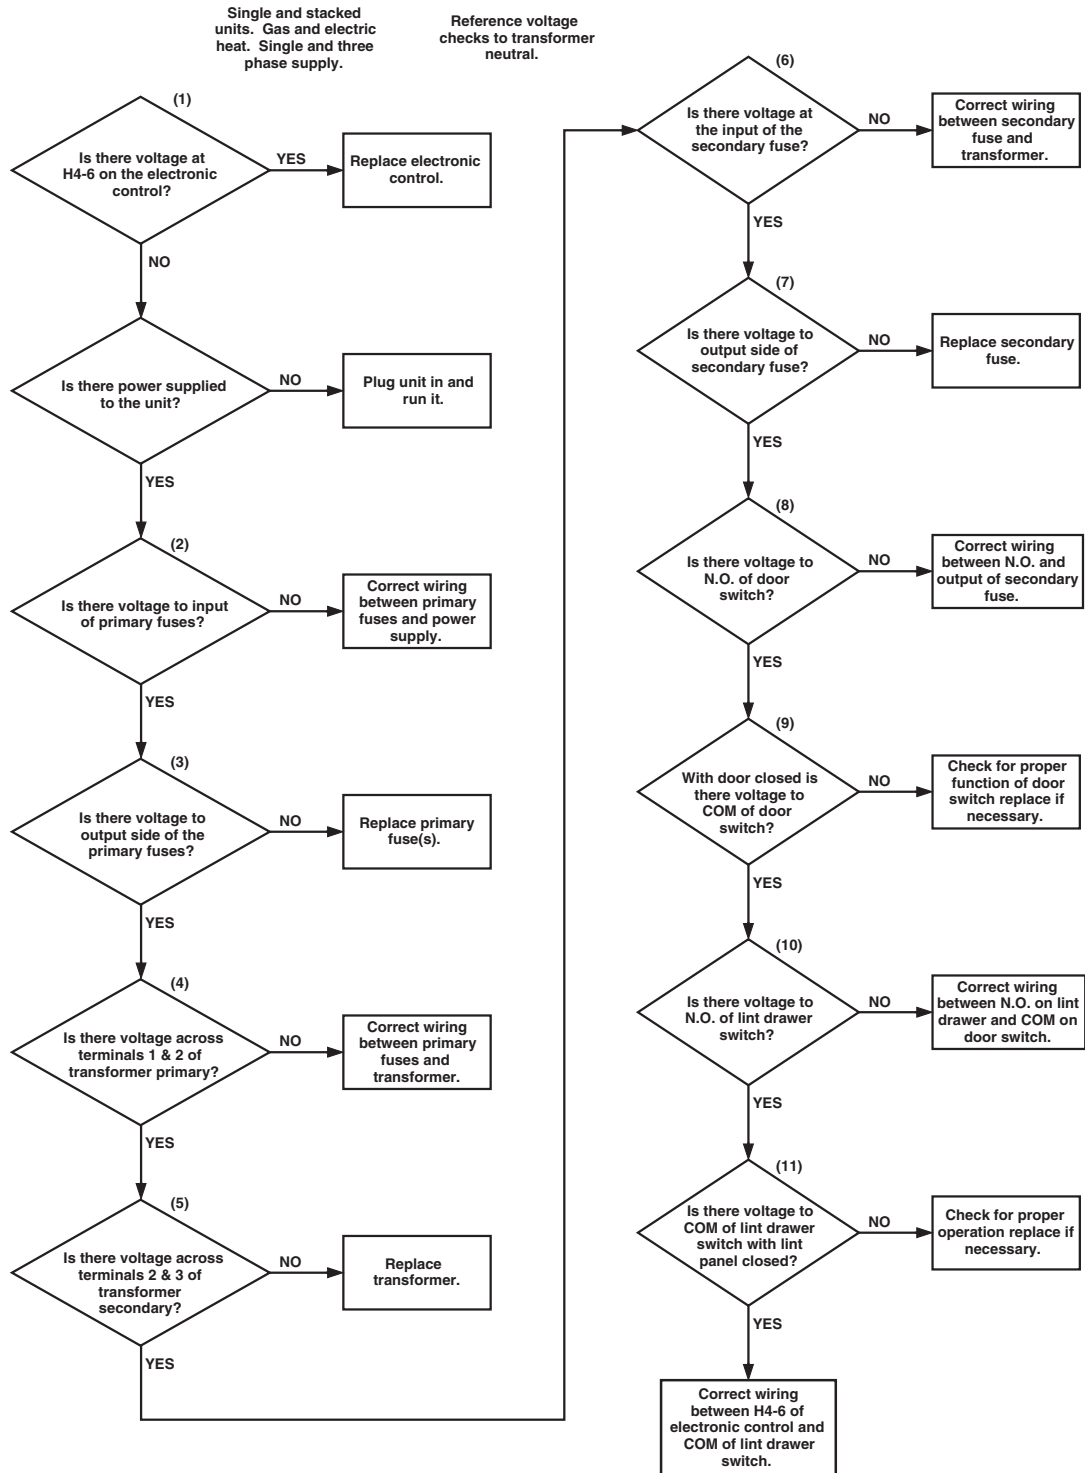 Single and stacked
units.  Gas and electric
heat.  Single and three
phase supply.
Reference voltage
checks to transformer
neutral.
(1)
Is there voltage at
H4-6 on the electronic
control?
YES
Replace electronic
control.
NO
Is there power supplied
to the unit?
NO
Plug unit in and
run it.
YES
(2)
Is there voltage to input
of primary fuses?
NO
Correct wiring
between primary
fuses and power
supply.
YES
(3)
Is there voltage to
output side of the
primary fuses?
NO
Replace primary
fuse(s).
YES
(4)
Is there voltage across
terminals 1 & 2 of
transformer primary?
NO
Correct wiring
between primary
fuses and
transformer.
YES
(5)
Is there voltage across
terminals 2 & 3 of
transformer
secondary?
NO
Replace
transformer.
YES
(6)
Is there voltage at
the input of the
secondary fuse?
NO
Correct wiring
between secondary
fuse and
transformer.
YES
(7)
Is there voltage to
output side of
secondary fuse?
NO
Replace secondary
fuse.
YES
(8)
Is there voltage to
N.O. of door
switch?
NO
Correct wiring
between N.O. and
output of secondary
fuse.
YES
(9)
With door closed is
there voltage to
COM of door
switch?
NO
Check for proper
function of door
switch replace if
necessary.
YES
(10)
Is there voltage to
N.O. of lint drawer
switch?
NO
Correct wiring
between N.O. on lint
drawer and COM on
door switch.
YES
(11)
Is there voltage to
COM of lint drawer
switch with lint
panel closed?
NO
Check for proper
operation replace if
necessary.
YES
Correct wiring
between H4-6 of
electronic control and
COM of lint drawer
switch.